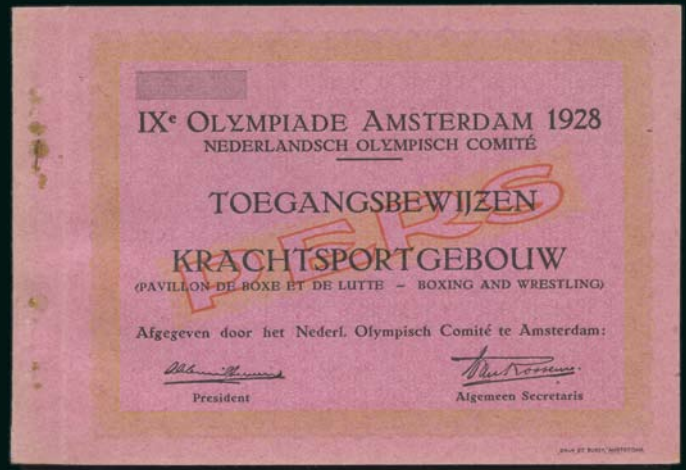 IXᵉ OLYMPIADE AMSTERDAM 1928
NEDERLANDSCH OLYMPISCH COMITÉ
TOEGANGSBEWIJZEN
PERS
KRACHTSPORTGEBOUW
(PAVILLON DE BOXE ET DE LUTTE – BOXING AND WRESTLING)
Afgegeven door het Nederl. Olympisch Comité te Amsterdam:
President
Algemeen Secretaris